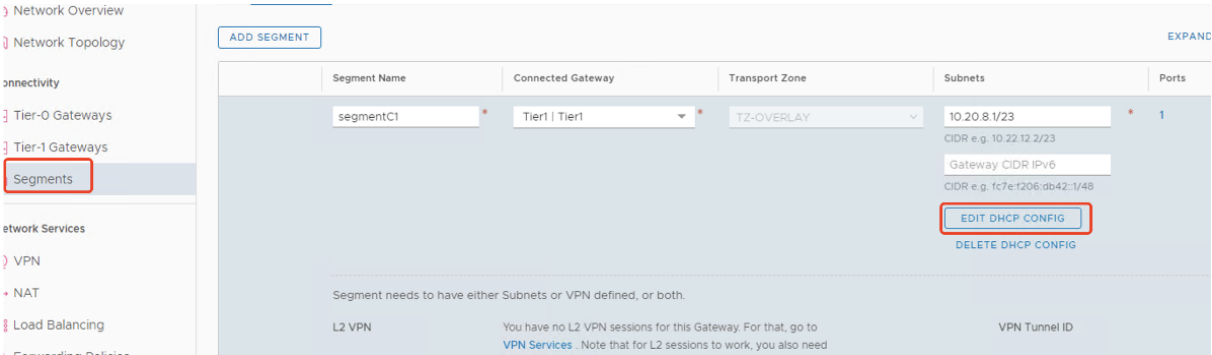 Network Overview
Network Topology
ADD SEGMENT
EXPAND
onnectivity
Segment Name Connected Gateway Transport Zone Subnets Ports
Tier-0 Gateways
segmentC1 * Tier1 | Tier1 * TZ-OVERLAY 10.20.8.1/23 * 1
CIDR e.g. 10.22.12.2/23
Tier-1 Gateways
Gateway CIDR IPv6
Segments
CIDR e.g. fc7e:f206:db42::1/48
EDIT DHCP CONFIG
etwork Services
DELETE DHCP CONFIG
VPN
NAT
Segment needs to have either Subnets or VPN defined, or both.
Load Balancing
L2 VPN You have no L2 VPN sessions for this Gateway. For that, go to VPN Tunnel ID
VPN Services . Note that for L2 sessions to work, you also need
Forwarding Policies